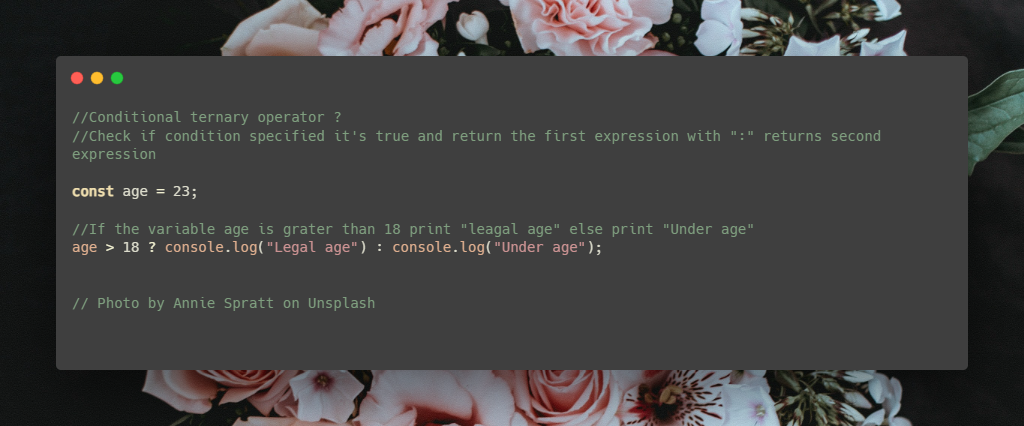 //Conditional ternary operator ?
//Check if condition specified it's true and return the first expression with ":" returns second
expression
const age = 23;
//If the variable age is grater than 18 print "leagal age" else print "Under age"
age > 18 ? console.log("Legal age") : console.log("Under age");
// Photo by Annie Spratt on Unsplash